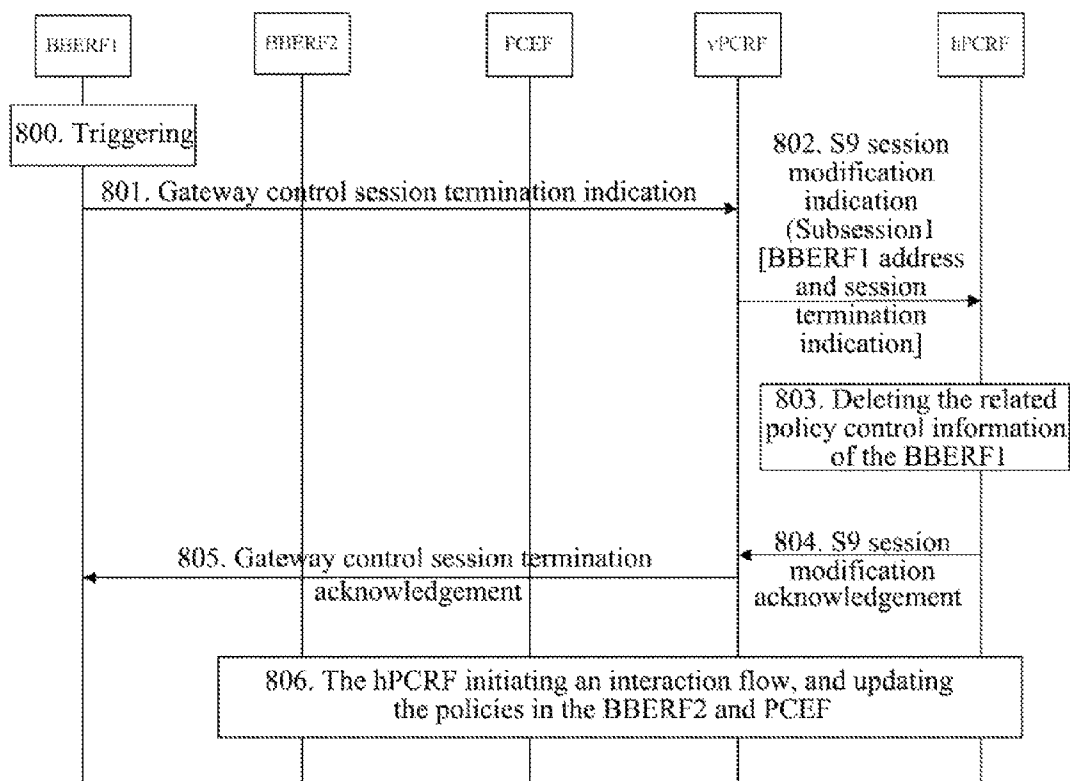 BBERF1
BBERF2
PCEF
vPCRF
hPCRF
800. Triggering
801. Gateway control session termination indication
802. S9 session
modification
indication
(Subsession1
[BBERF1 address
and session
termination
indication]
803. Deleting the related
policy control information
of the BBERF1
804. S9 session
modification
acknowledgement
805. Gateway control session termination
acknowledgement
806. The hPCRF initiating an interaction flow, and updating
the policies in the BBERF2 and PCEF